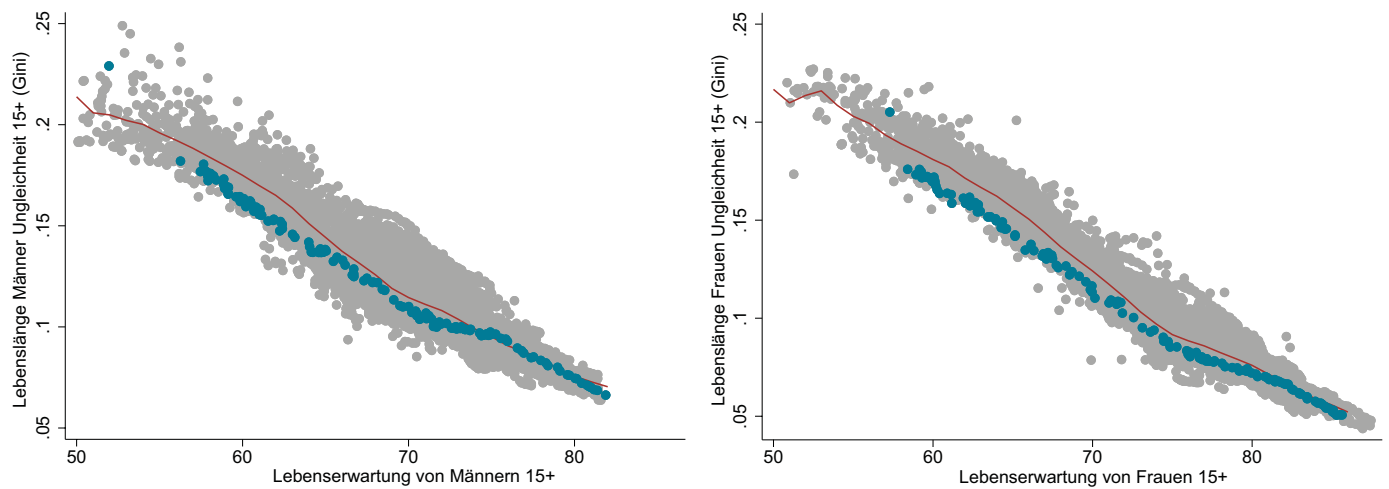 Lebenslänge Männer Ungleichheit 15+ (Gini)
.25
.2
.15
.1
.05
50 60 70 80
Lebenserwartung von Männern 15+
Lebenslänge Frauen Ungleichheit 15+ (Gini)
.25
.2
.15
.1
.05
50 60 70 80
Lebenserwartung von Frauen 15+